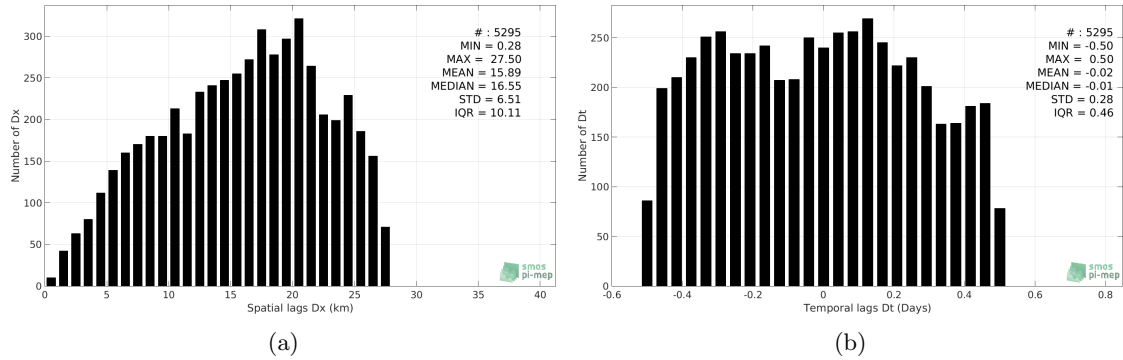 Number of Dx
300
250
200
150
100
50
0
0 5 10 15 20 25 30 35 40
Spatial lags Dx (km)
# : 5295
MIN = 0.28
MAX = 27.50
MEAN = 15.89
MEDIAN = 16.55
STD = 6.51
IQR = 10.11
smos
pi-mep
(a)
Number of Dt
250
200
150
100
50
0
-0.6 -0.4 -0.2 0 0.2 0.4 0.6 0.8
Temporal lags Dt (Days)
# : 5295
MIN = -0.50
MAX = 0.50
MEAN = -0.02
MEDIAN = -0.01
STD = 0.28
IQR = 0.46
smos
pi-mep
(b)